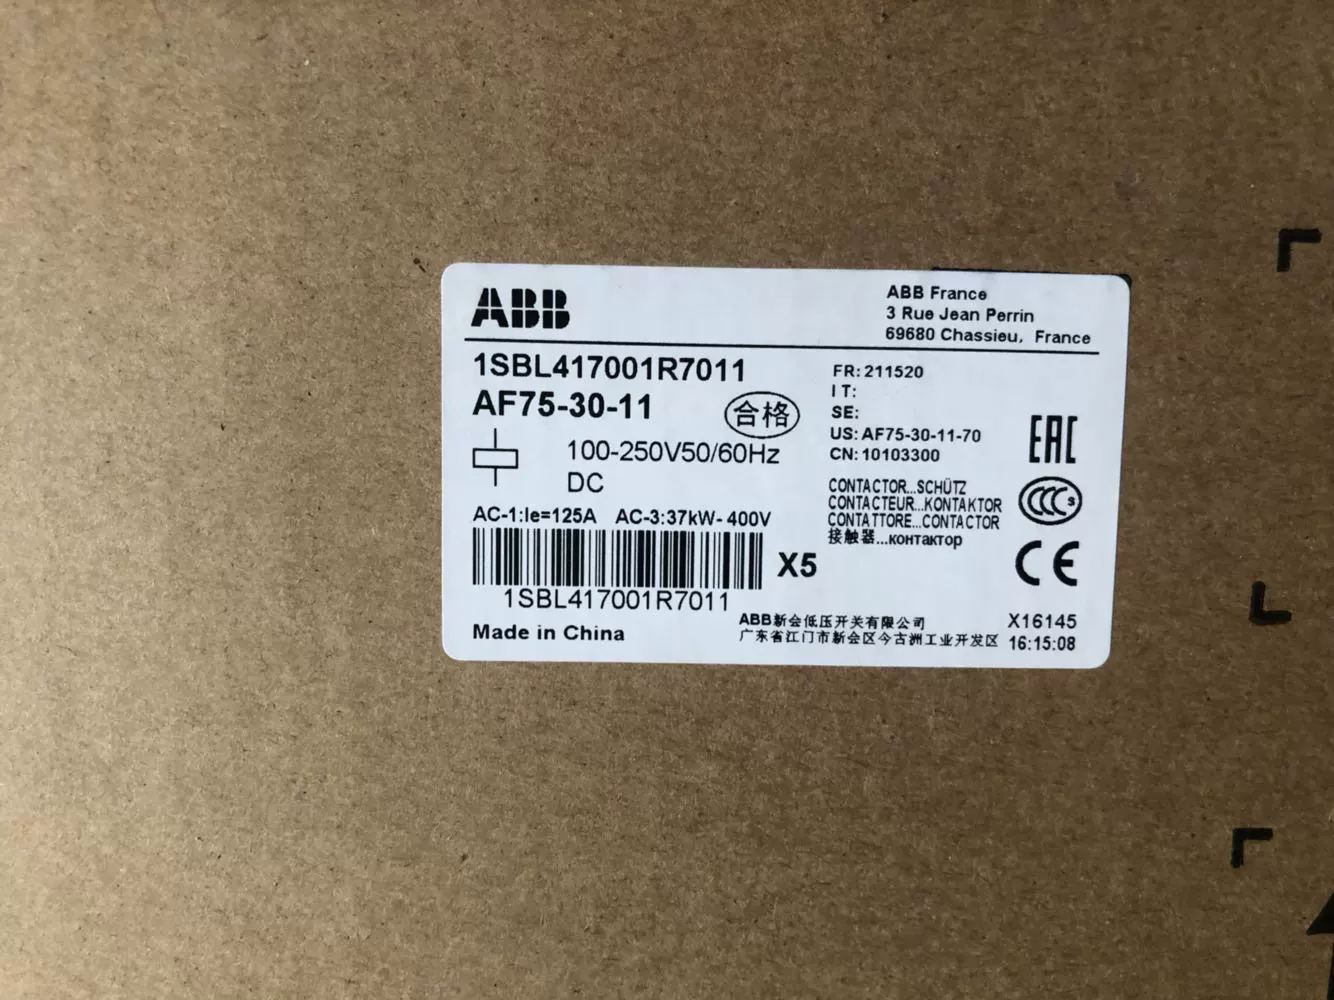 ABB
ABB France
3 Rue Jean Perrin
69680 Chassieu, France
1SBL417001R7011
AF75-30-11
合格
100-250V50/60Hz
DC
AC-1:Ie=125A AC-3:37kW-400V
X5
1SBL417001R7011
Made in China
FR: 211520
IT:
SE:
US: AF75-30-11-70
CN: 10103300
EAC
CONTACTOR...SCHÜTZ
CONTACTEUR...KONTAKTOR
CONTATTORE...CONTACTOR
接触器...контактор
CCC S
CE
ABB新会低压开关有限公司
广东省江门市新会区今古洲工业开发区
X16145
16:15:08